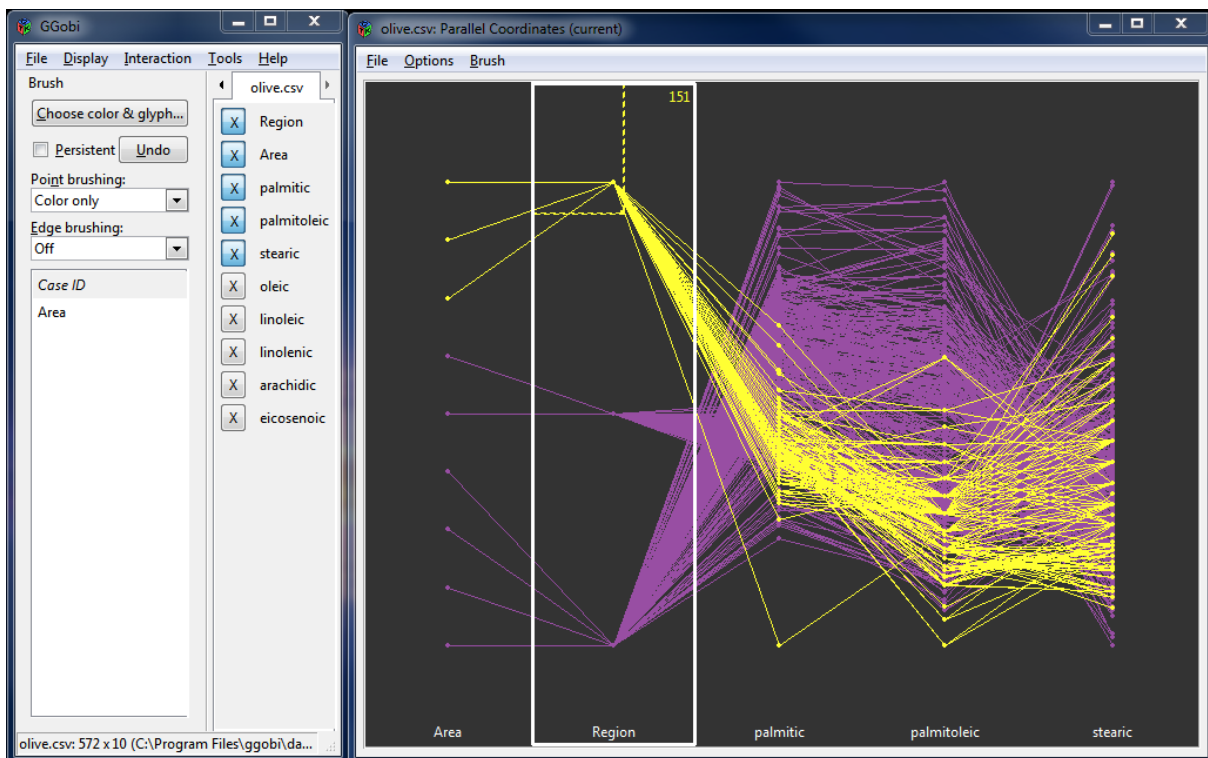 GGobi
File Display Interaction Tools Help
Brush
Choose color & glyph...
Persistent Undo
Point brushing:
Color only
Edge brushing:
Off
Case ID
Area
olive.csv
X Region
X Area
X palmitic
X palmitoleic
X stearic
X oleic
X linoleic
X linolenic
X arachidic
X eicosenoic
olive.csv: 572 x 10 (C:\Program Files\ggobi\da...
olive.csv: Parallel Coordinates (current)
File Options Brush
151
Area Region palmitic palmitoleic stearic